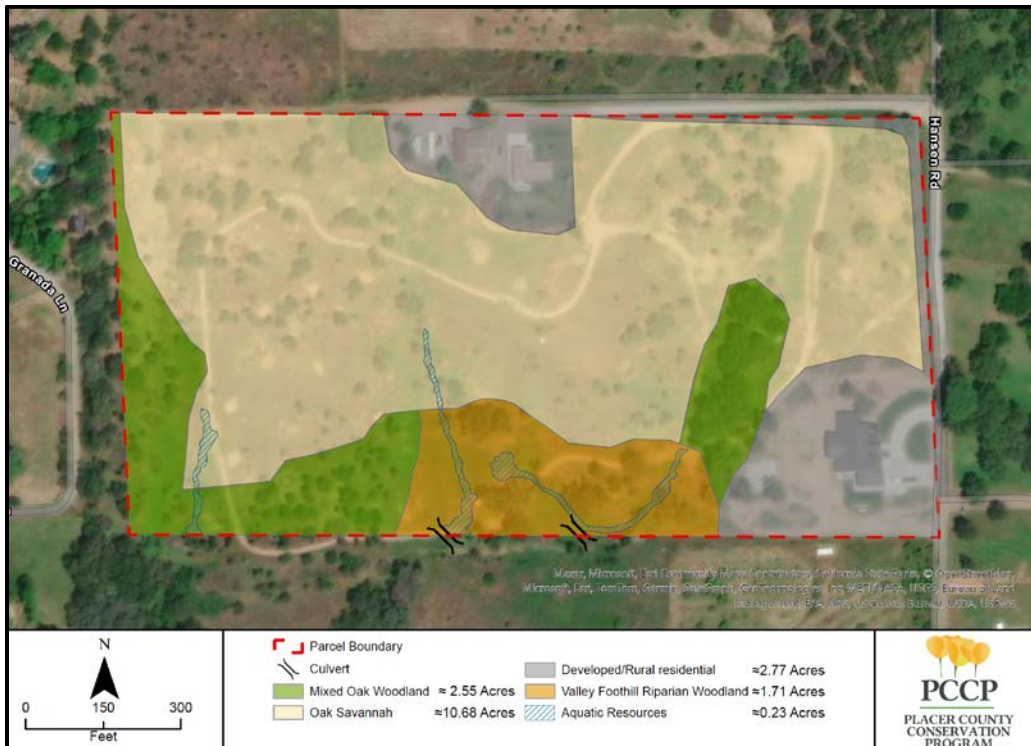 Hansen Rd
Granada Ln
Parcel Boundary
Culvert
Mixed Oak Woodland ≈ 2.55 Acres
Oak Savannah ≈10.68 Acres
Developed/Rural residential ≈2.77 Acres
Valley Foothill Riparian Woodland ≈1.71 Acres
Aquatic Resources ≈0.23 Acres
N
0 150 300
Feet
PCCP
PLACER COUNTY
CONSERVATION
PROGRAM